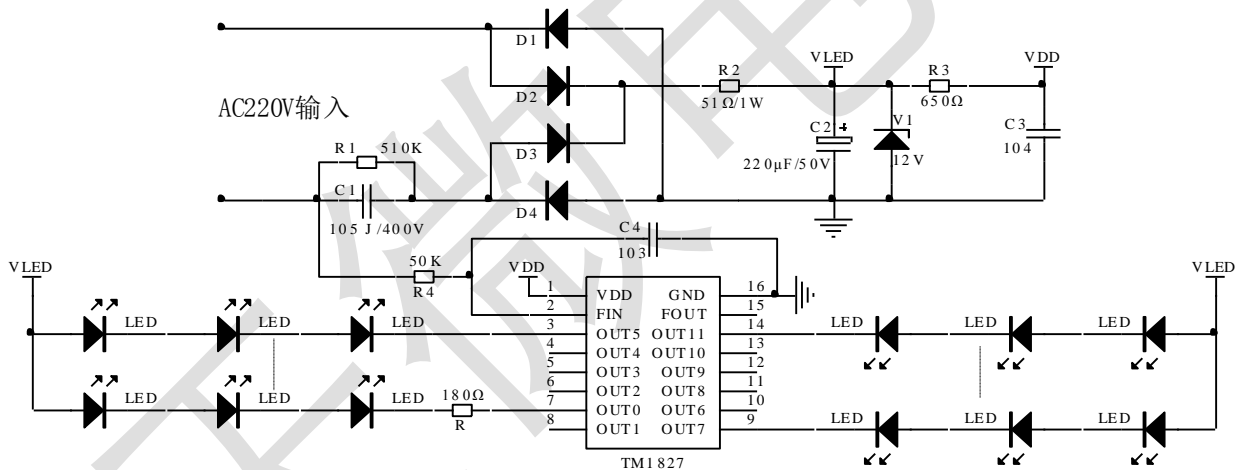 D1
D2
D3
D4
AC220V输入
R1 510K
C1
105J/400V
R2
51Ω/1W
VLED
R3
650Ω
VDD
C2 +
220μF/50V
V1
12V
C3
104
C4
103
50K
R4
VDD
VLED
VLED
LED LED LED
LED LED LED
180Ω
R
1 VDD GND 16
2 FIN FOUT 15
3 OUT5 OUT11 14
4 OUT4 OUT10 13
5 OUT3 OUT9 12
6 OUT2 OUT8 11
7 OUT0 OUT6 10
8 OUT1 OUT7 9
TM1827
LED LED LED
LED LED LED